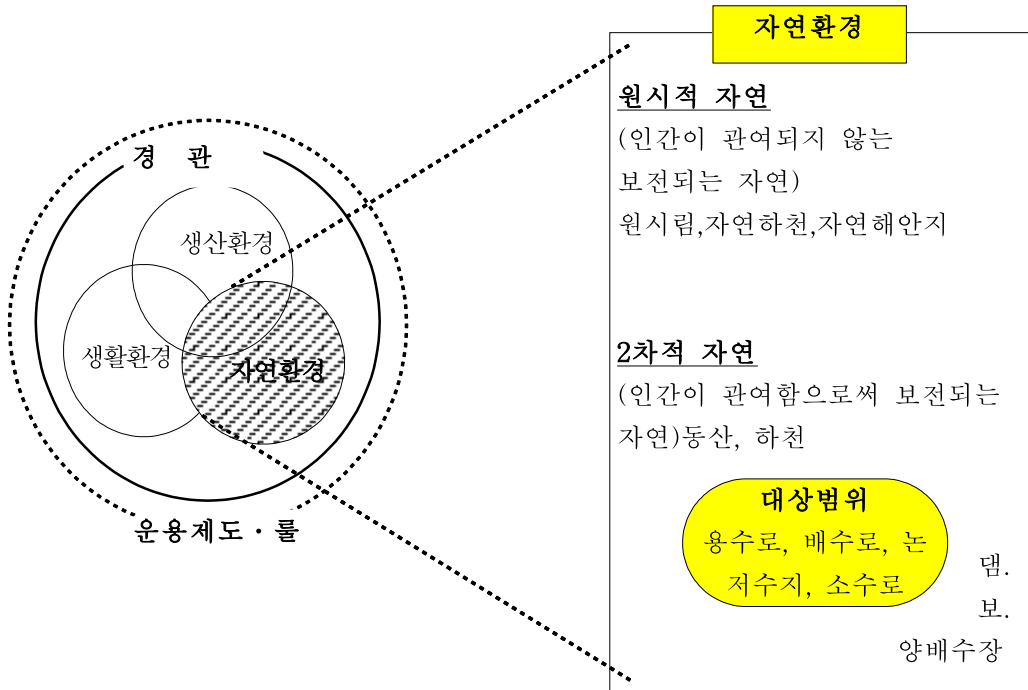 경 관
생산환경
생활환경
자연환경
운용제도·룰
자연환경
원시적 자연
(인간이 관여되지 않는
보전되는 자연)
원시림,자연하천,자연해안지
2차적 자연
(인간이 관여함으로써 보전되는
자연)동산, 하천
대상범위
용수로, 배수로, 논
저수지, 소수로
댐.
보.
양배수장